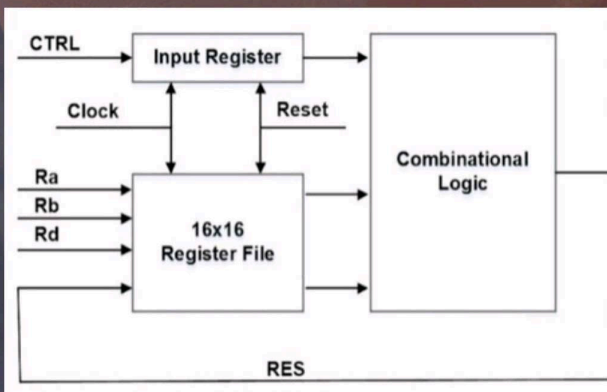 CTRL
Input Register
Clock
Reset
Ra
Rb
Rd
16x16
Register File
Combinational
Logic
RES